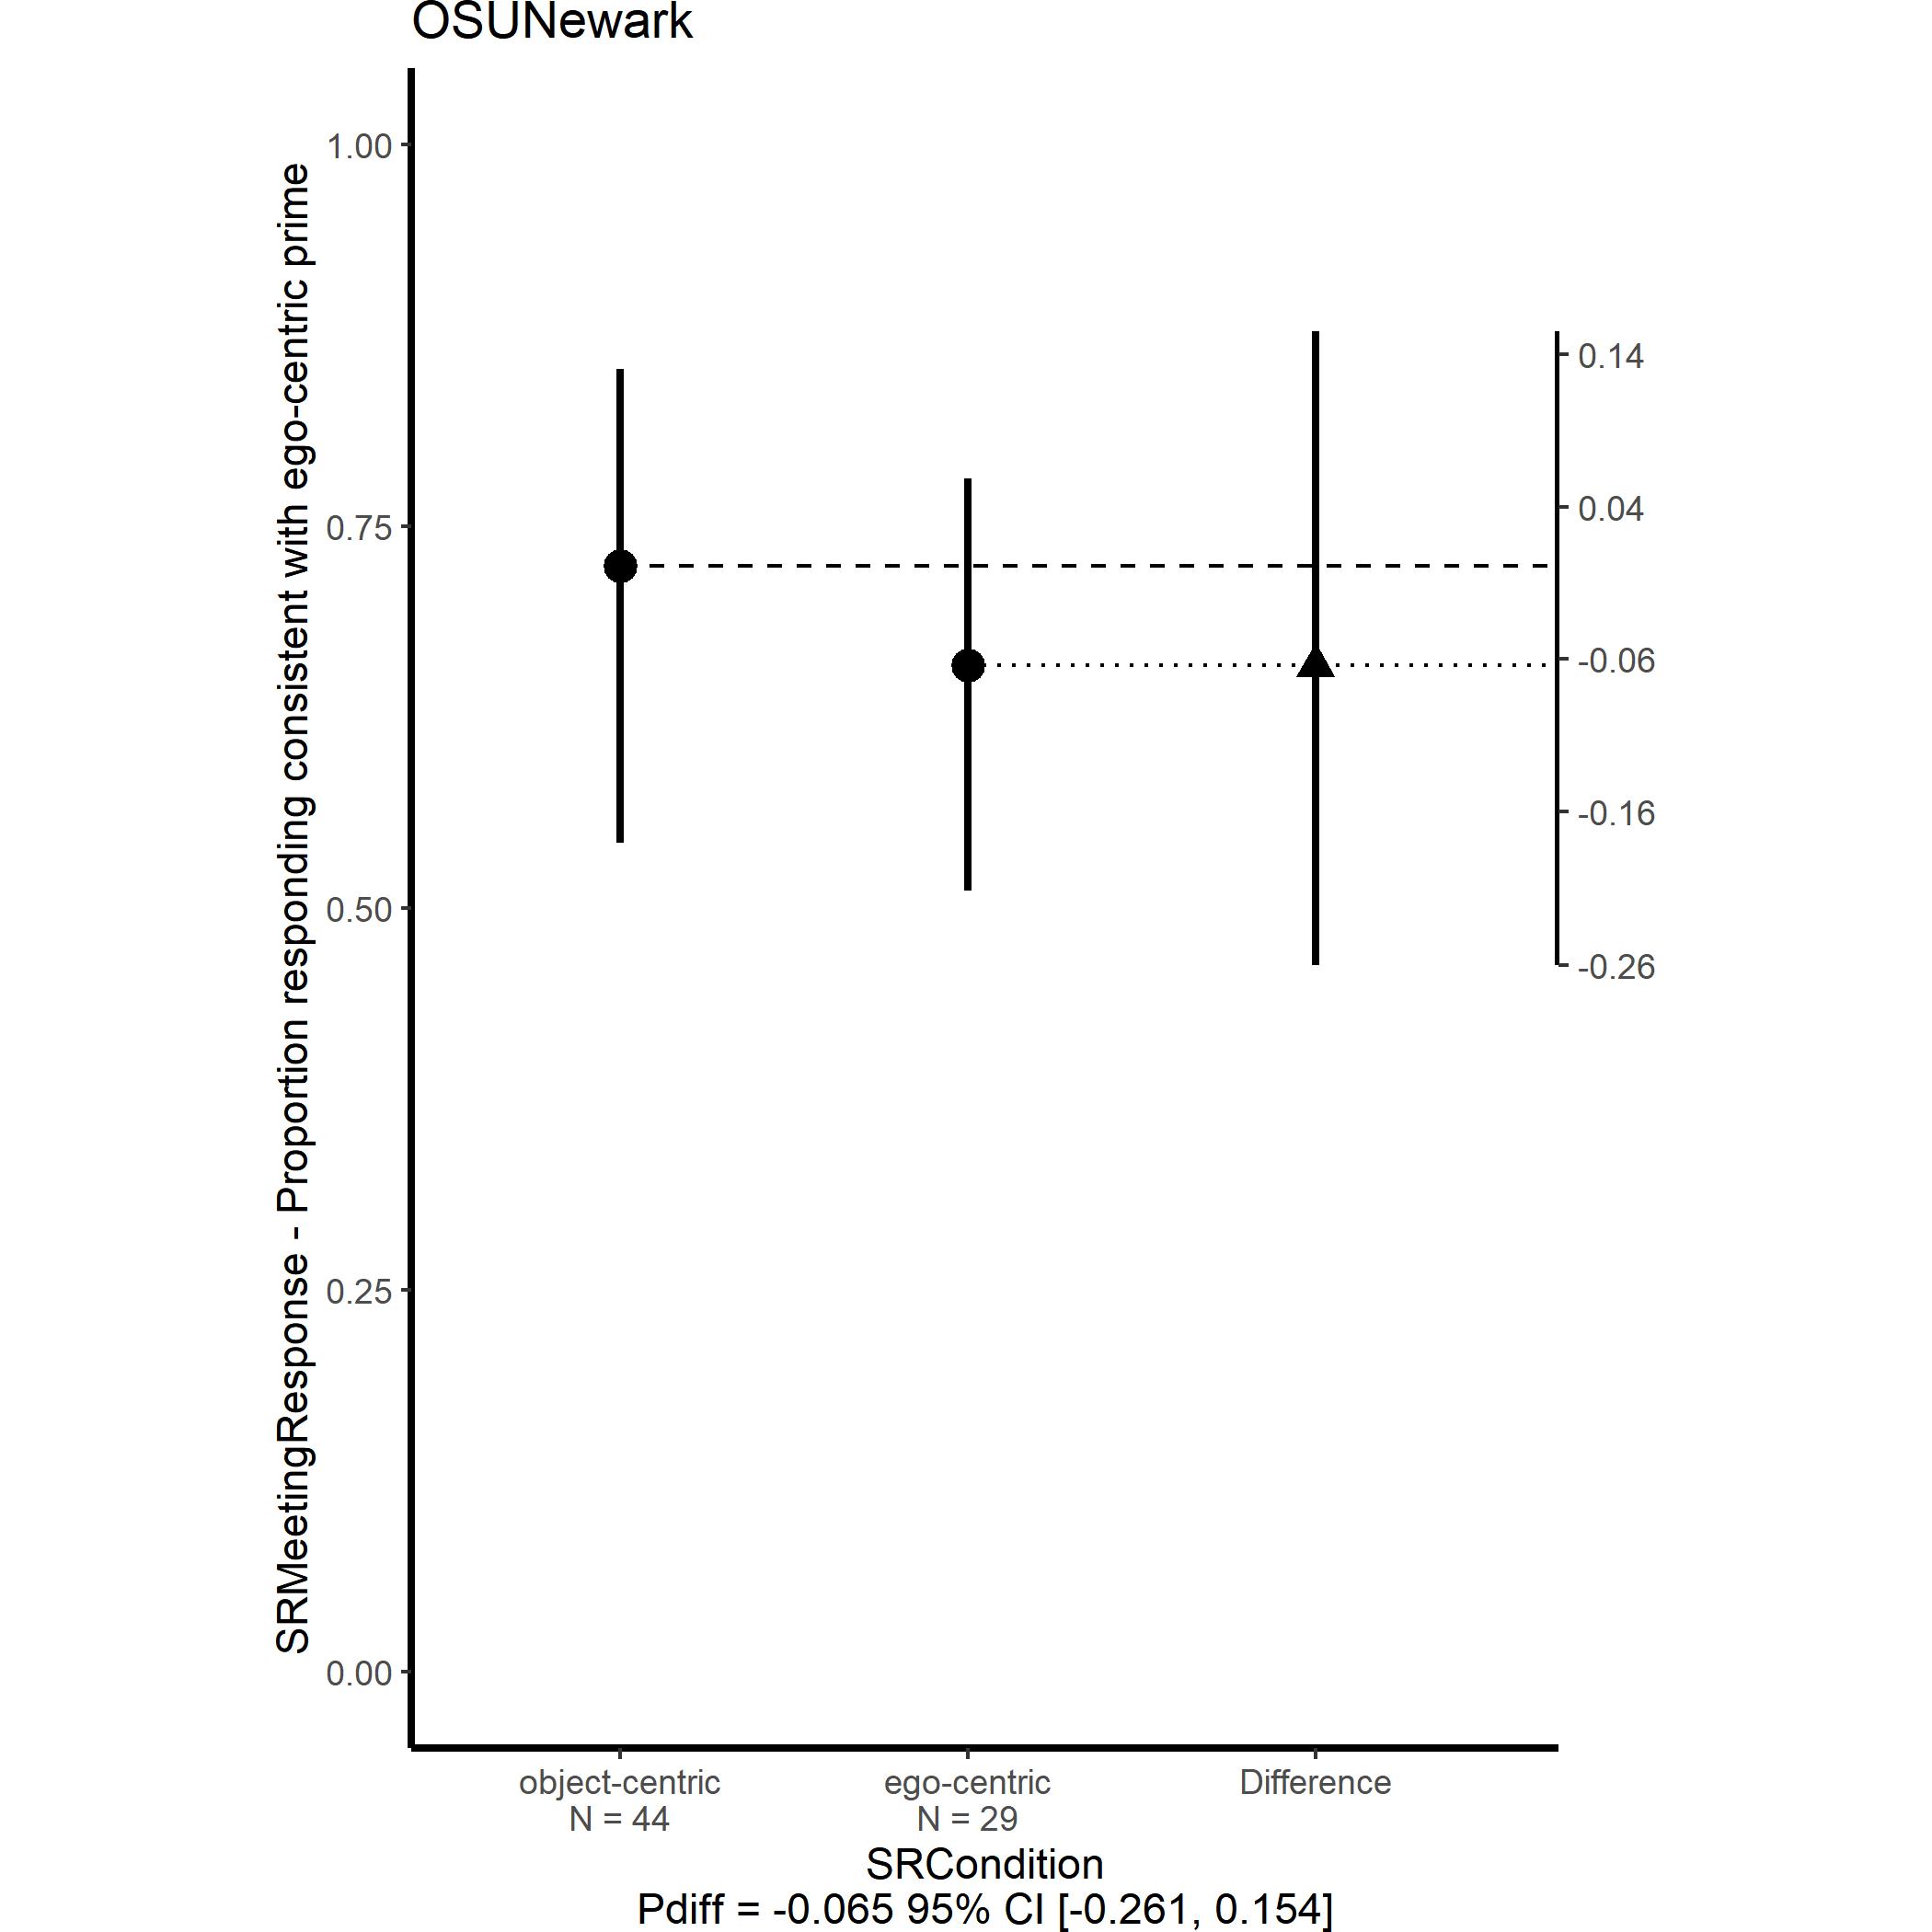 OSUNewark
SRMeetingResponse - Proportion responding consistent with ego-centric prime
1.00
0.75
0.50
0.25
0.00
0.14
0.04
-0.06
-0.16
-0.26
object-centric
N = 44
ego-centric
N = 29
Difference
SRCondition
Pdiff = -0.065 95% CI [-0.261, 0.154]